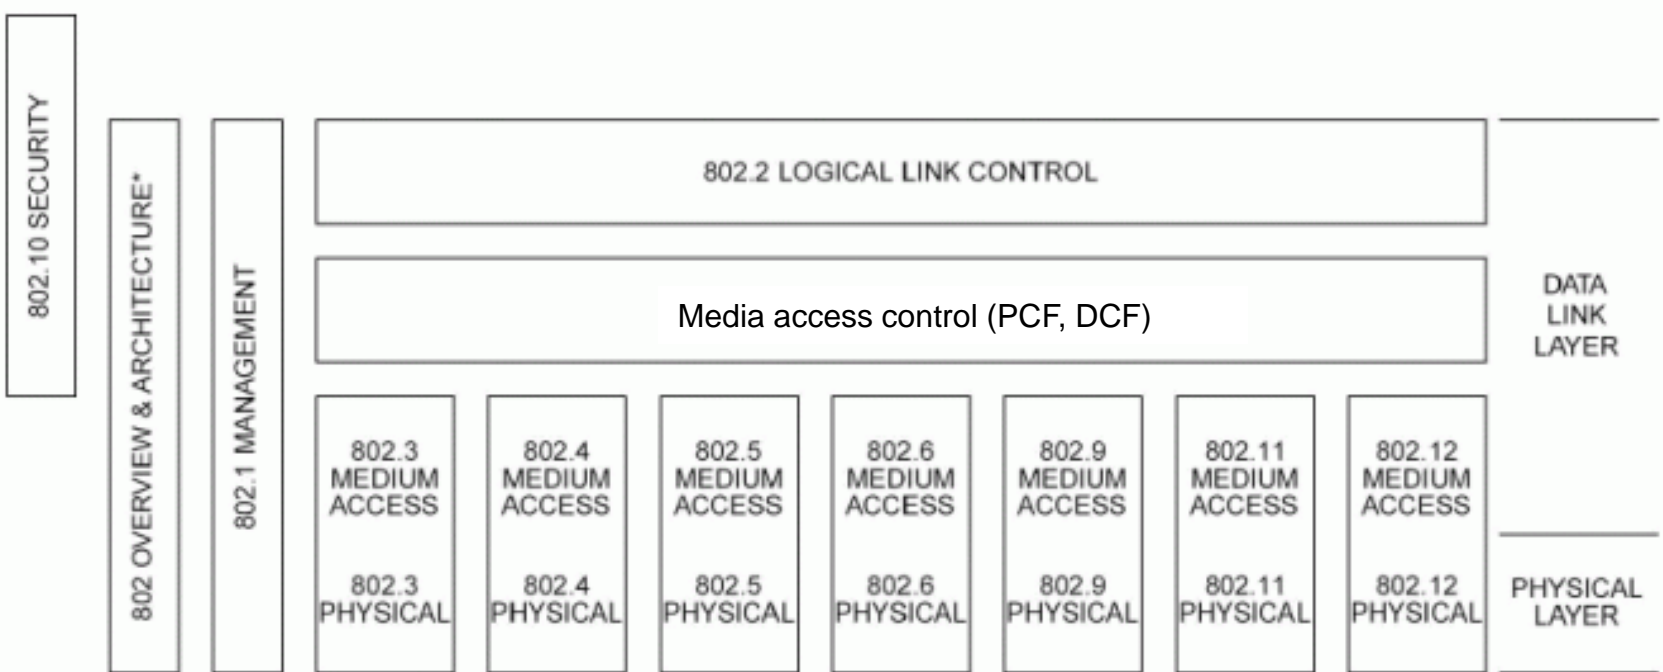 802.10 SECURITY
802 OVERVIEW & ARCHITECTURE*
802.1 MANAGEMENT
802.2 LOGICAL LINK CONTROL
Media access control (PCF, DCF)
DATA
LINK
LAYER
802.3
MEDIUM
ACCESS
802.3
PHYSICAL
802.4
MEDIUM
ACCESS
802.4
PHYSICAL
802.5
MEDIUM
ACCESS
802.5
PHYSICAL
802.6
MEDIUM
ACCESS
802.6
PHYSICAL
802.9
MEDIUM
ACCESS
802.9
PHYSICAL
802.11
MEDIUM
ACCESS
802.11
PHYSICAL
802.12
MEDIUM
ACCESS
802.12
PHYSICAL
PHYSICAL
LAYER